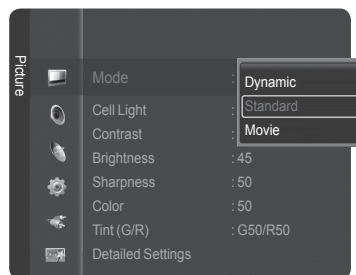 Picture
Mode : Dynamic
Standard
Cell Light :
Contrast : Movie
Brightness : 45
Sharpness : 50
Color : 50
Tint (G/R) : G50/R50
Detailed Settings